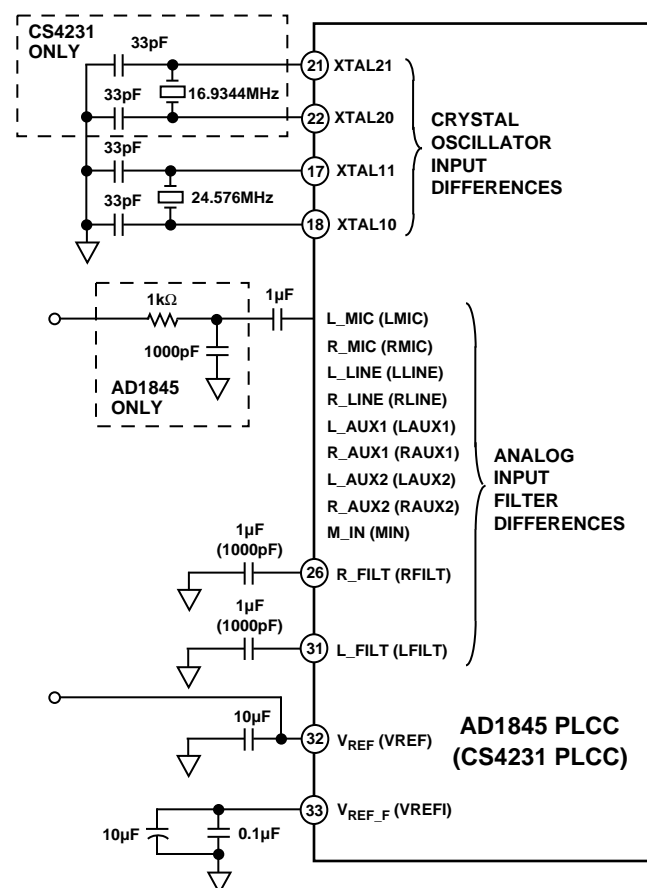 CS4231
ONLY
33pF
16.9344MHz
33pF
21 XTAL21
22 XTAL20
33pF
24.576MHz
33pF
17 XTAL11
18 XTAL10
CRYSTAL
OSCILLATOR
INPUT
DIFFERENCES
1kΩ
1000pF
AD1845
ONLY
1µF
L_MIC (LMIC)
R_MIC (RMIC)
L_LINE (LLINE)
R_LINE (RLINE)
L_AUX1 (LAUX1)
R_AUX1 (RAUX1)
L_AUX2 (LAUX2)
R_AUX2 (RAUX2)
M_IN (MIN)
ANALOG
INPUT
FILTER
DIFFERENCES
1µF
(1000pF)
26 R_FILT (RFILT)
1µF
(1000pF)
31 L_FILT (LFILT)
10µF
32 VREF (VREF)
AD1845 PLCC
(CS4231 PLCC)
33 VREF_F (VREFI)
10µF
0.1µF